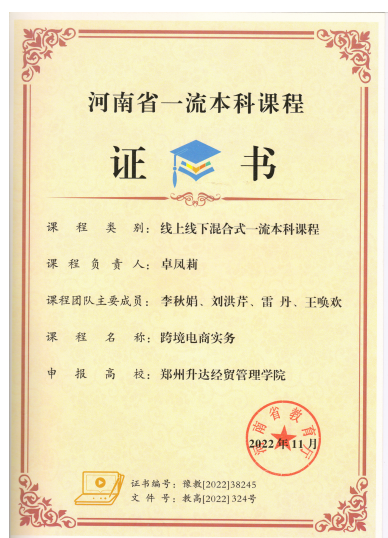 河南省一流本科课程
证 书
课程类别：线上线下混合式一流本科课程
课程负责人：卓凤莉
课程团队主要成员：李秋娟、刘洪芹、雷 丹、王唤欢
课程名称：跨境电商实务
申报高校：郑州升达经贸管理学院
河南省教育厅
2022年11月
证书编号：豫教[2022]38245
文 件 号：教高[2022]324号